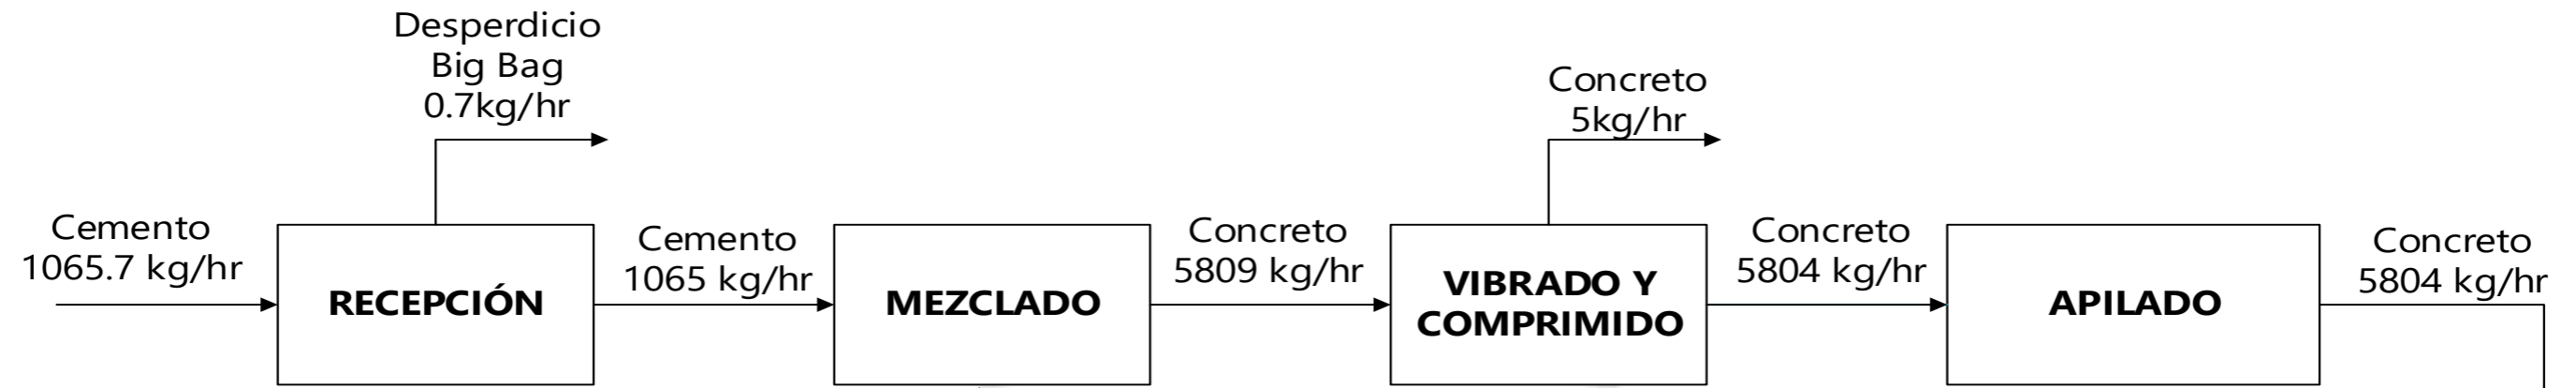 Desperdicio
Big Bag
0.7kg/hr
Concreto
5kg/hr
Cemento
1065.7 kg/hr
RECEPCIÓN
Cemento
1065 kg/hr
MEZCLADO
Concreto
5809 kg/hr
VIBRADO Y
COMPRIMIDO
Concreto
5804 kg/hr
APILADO
Concreto
5804 kg/hr